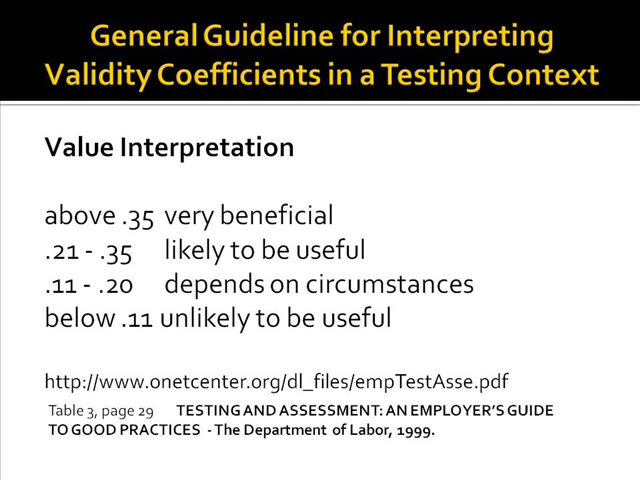 General Guideline for Interpreting
Validity Coefficients in a Testing Context
Value Interpretation
above .35 very beneficial
.21 - .35 likely to be useful
.11 - .20 depends on circumstances
below .11 unlikely to be useful
http://www.onetcenter.org/dl_files/empTestAsse.pdf
Table 3, page 29 TESTING AND ASSESSMENT: AN EMPLOYER'S GUIDE
TO GOOD PRACTICES - The Department of Labor, 1999.